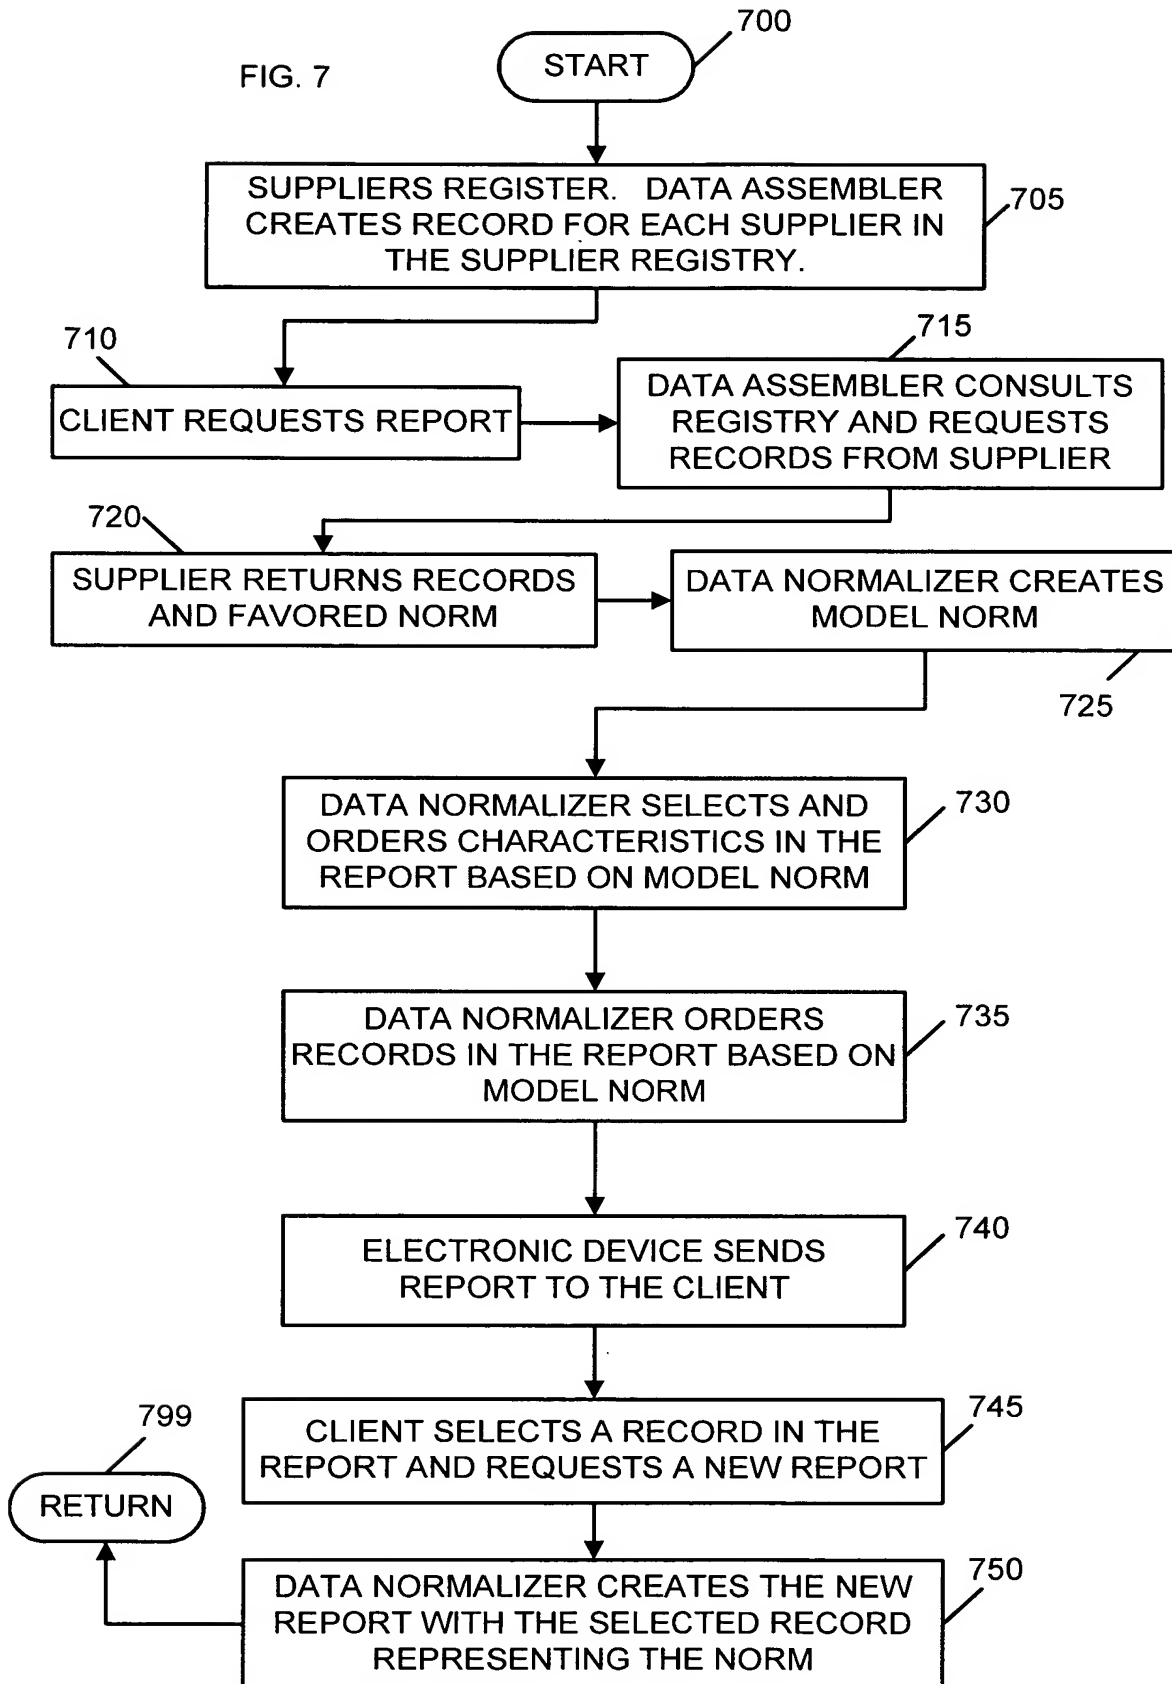 700
FIG. 7
START
SUPPLIERS REGISTER. DATA ASSEMBLER
CREATES RECORD FOR EACH SUPPLIER IN
THE SUPPLIER REGISTRY.
705
710
CLIENT REQUESTS REPORT
715
DATA ASSEMBLER CONSULTS
REGISTRY AND REQUESTS
RECORDS FROM SUPPLIER
720
SUPPLIER RETURNS RECORDS
AND FAVORED NORM
DATA NORMALIZER CREATES
MODEL NORM
725
DATA NORMALIZER SELECTS AND
ORDERS CHARACTERISTICS IN THE
REPORT BASED ON MODEL NORM
730
DATA NORMALIZER ORDERS
RECORDS IN THE REPORT BASED ON
MODEL NORM
735
ELECTRONIC DEVICE SENDS
REPORT TO THE CLIENT
740
CLIENT SELECTS A RECORD IN THE
REPORT AND REQUESTS A NEW REPORT
745
799
RETURN
DATA NORMALIZER CREATES THE NEW
REPORT WITH THE SELECTED RECORD
REPRESENTING THE NORM
750